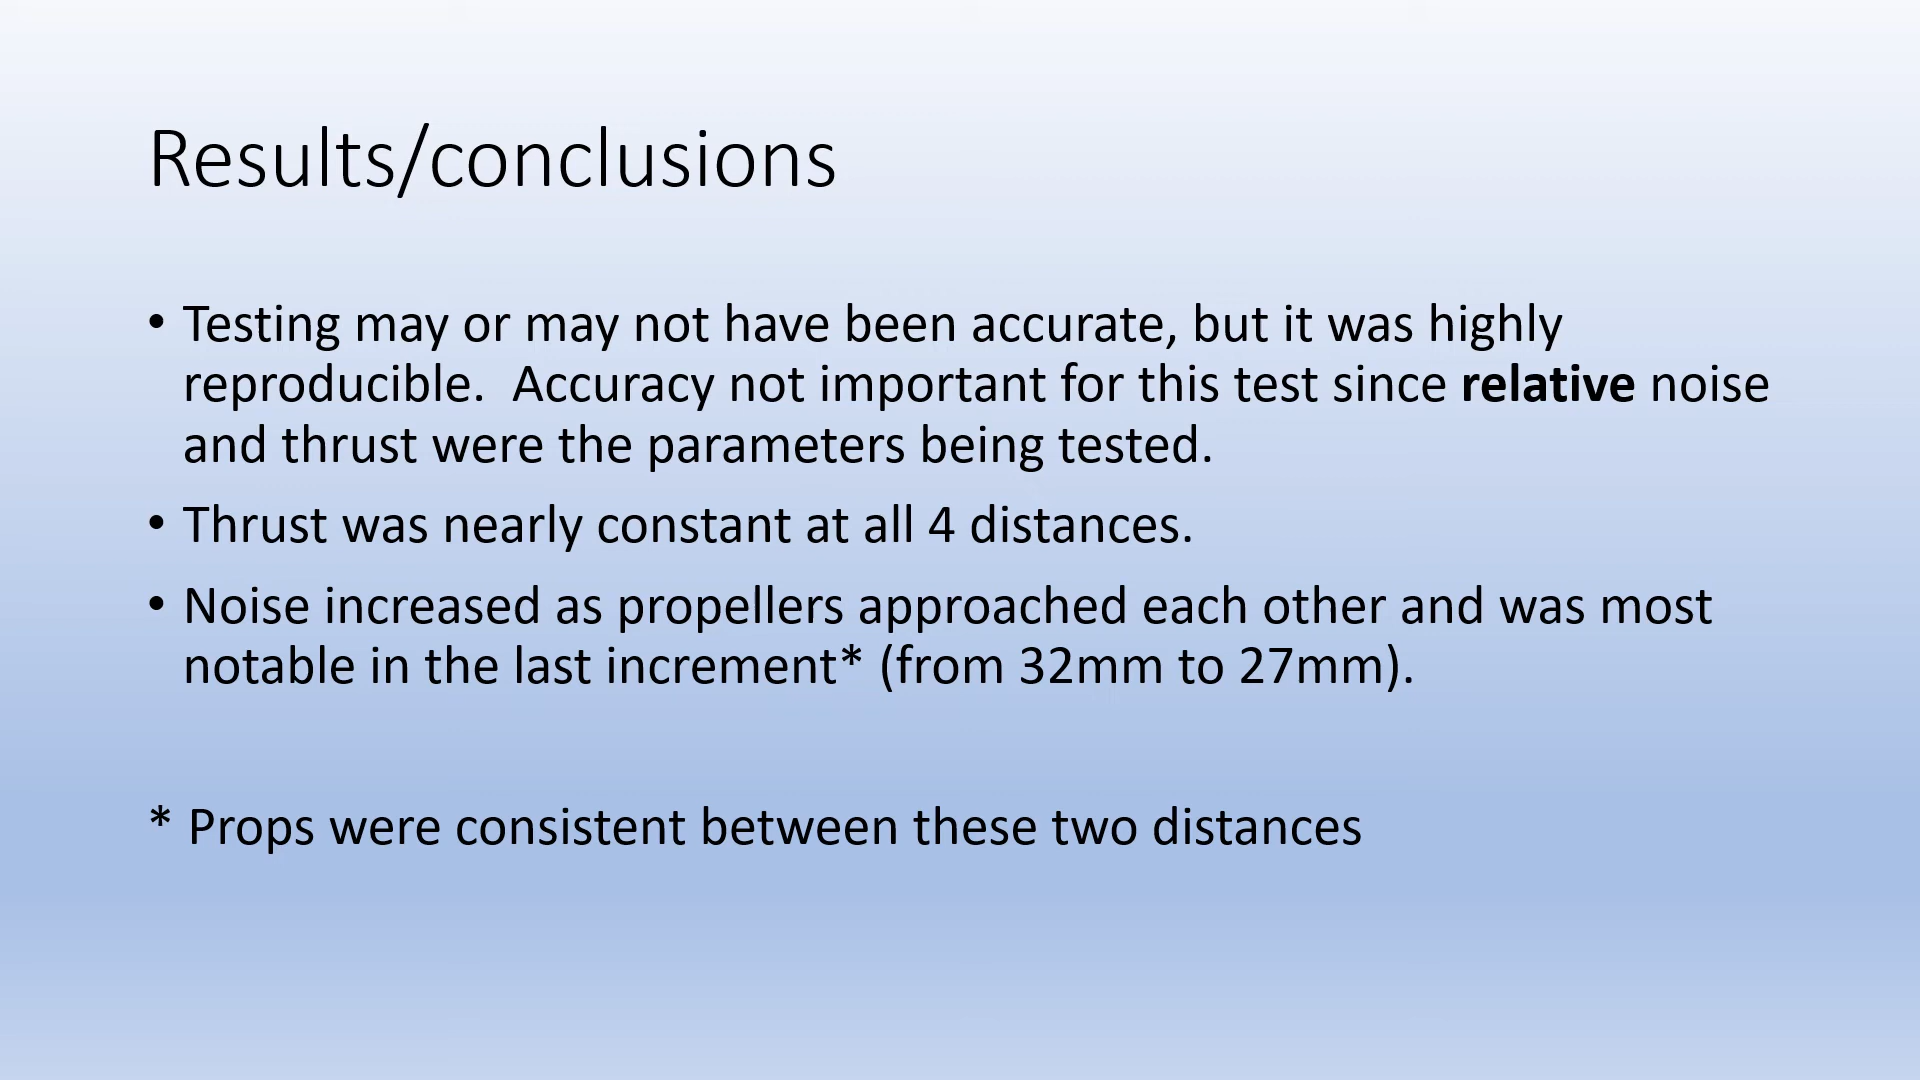 Results/conclusions
• Testing may or may not have been accurate, but it was highly
reproducible.  Accuracy not important for this test since relative noise
and thrust were the parameters being tested.
• Thrust was nearly constant at all 4 distances.
• Noise increased as propellers approached each other and was most
notable in the last increment* (from 32mm to 27mm).
* Props were consistent between these two distances